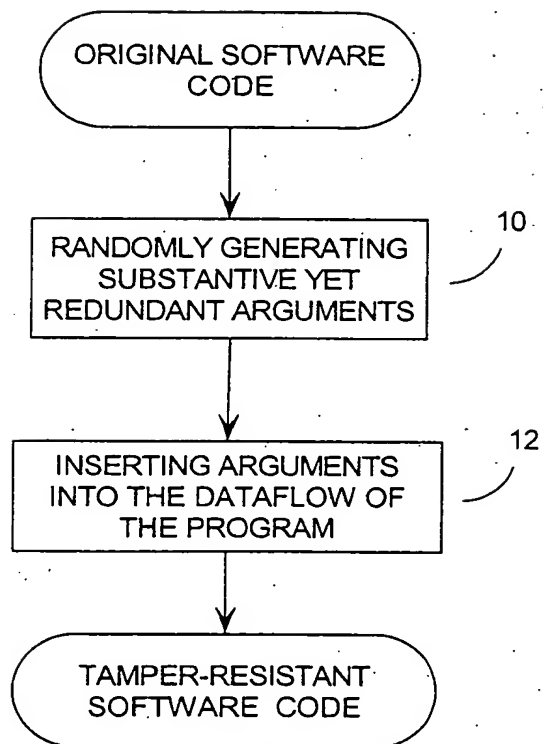 ORIGINAL SOFTWARE
CODE
10
RANDOMLY GENERATING
SUBSTANTIVE YET
REDUNDANT ARGUMENTS
12
INSERTING ARGUMENTS
INTO THE DATAFLOW OF
THE PROGRAM
TAMPER-RESISTANT
SOFTWARE CODE